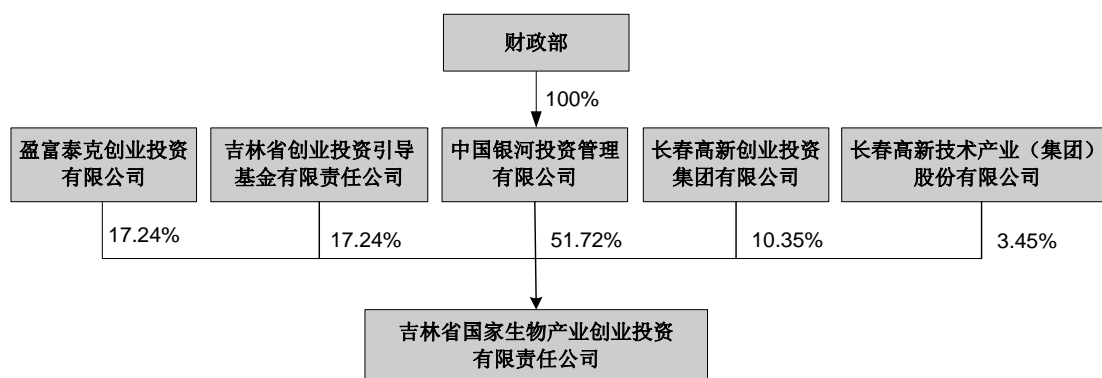 财政部
100%
盈富泰克创业投资
有限公司
吉林省创业投资引导
基金有限责任公司
中国银河投资管理
有限公司
长春高新创业投资
集团有限公司
长春高新技术产业（集团）
股份有限公司
17.24%
17.24%
51.72%
10.35%
3.45%
吉林省国家生物产业创业投资
有限责任公司